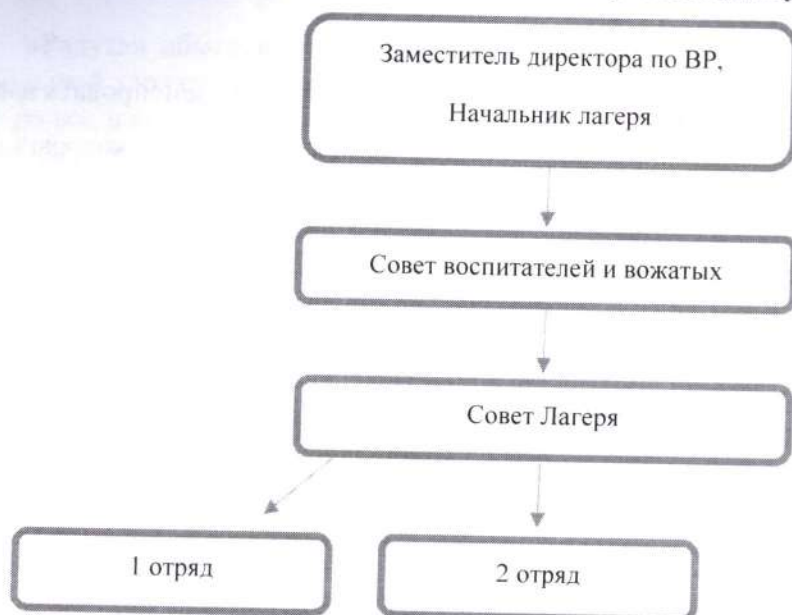 Заместитель директора по ВР,
Начальник лагеря
Совет воспитателей и вожатых
Совет Лагеря
1 отряд
2 отряд